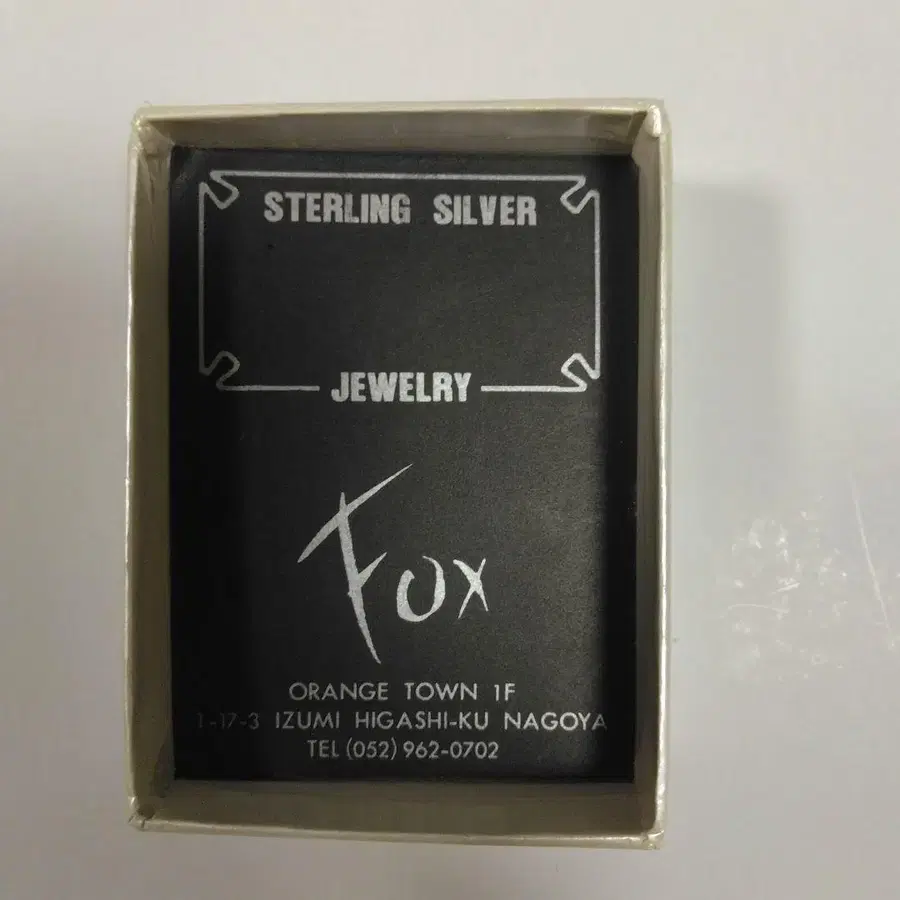 STERLING SILVER
JEWELRY
Fox
ORANGE TOWN 1F
1-17-3 IZUMI HIGASHI-KU NAGOYA
TEL (052) 962-0702